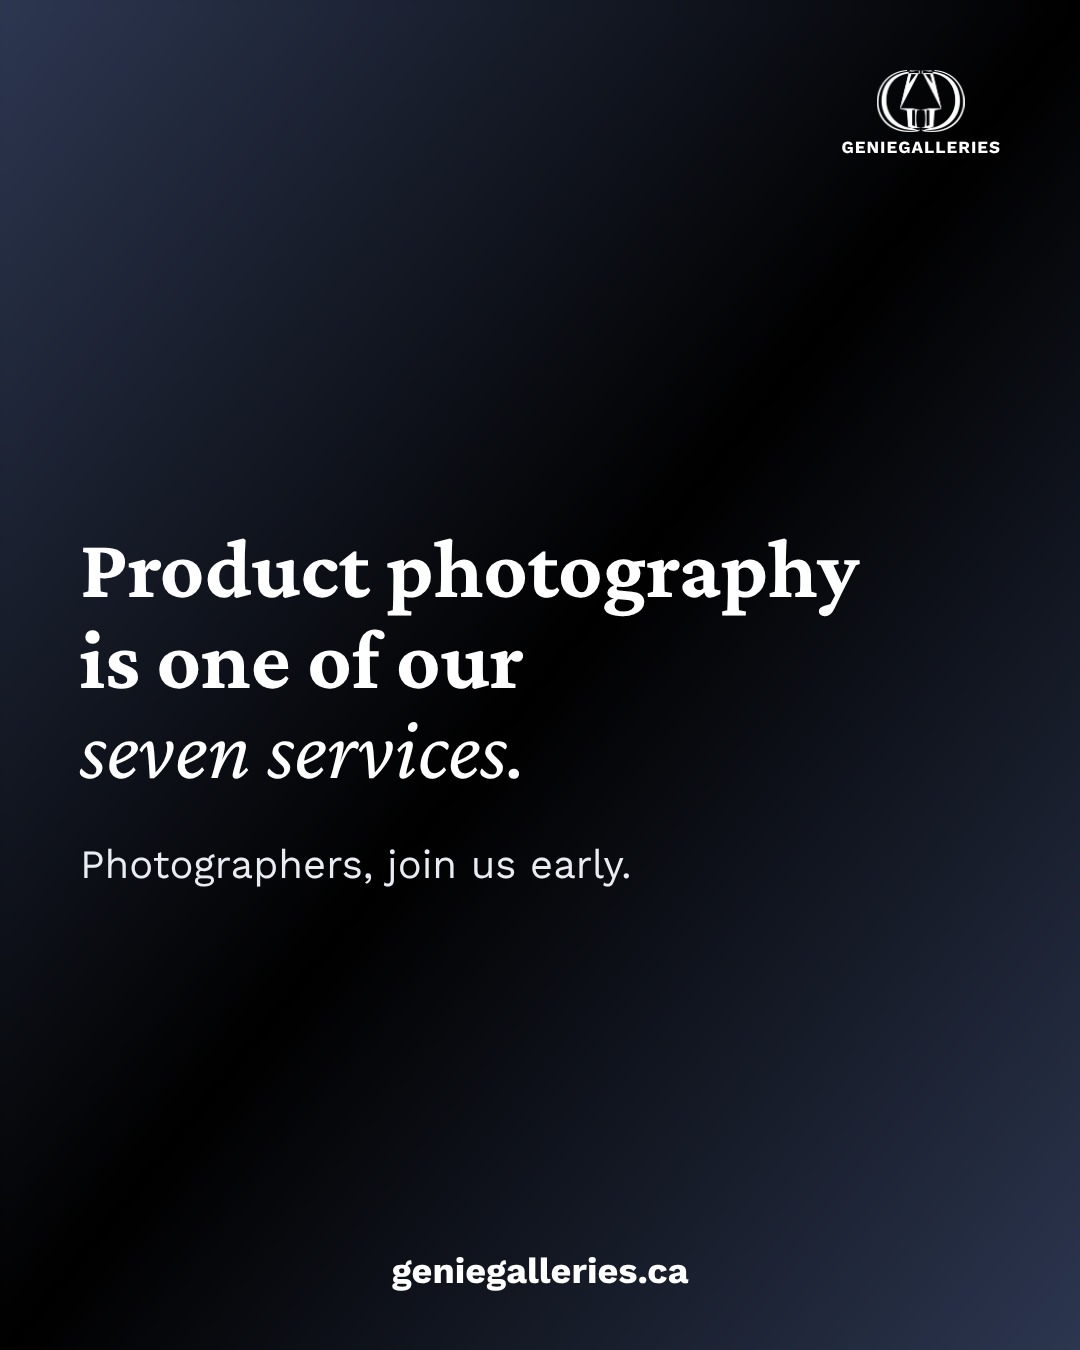 GENIEGALLERIES
Product photography
is one of our
seven services.
Photographers, join us early.
geniegalleries.ca